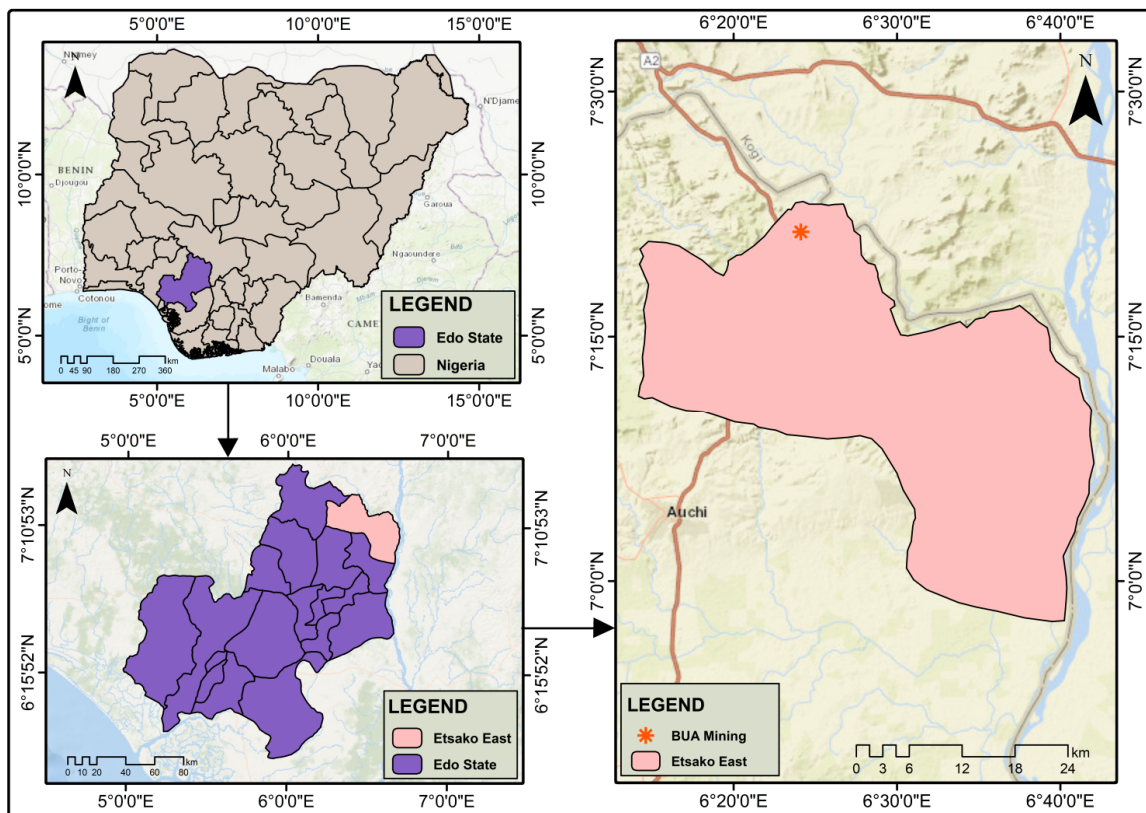 5°0'0"E 10°0'0"E 15°0'0"E
10°0'0"N
5°0'0"N
10°0'0"N
5°0'0"N
N
N'Djame
BENIN
Djougou
Porto-
Novo
Cotonou
Bight of
Benin
Garoua
Ngaoundere
Bamenda
CAME
Douala
Malabo
LEGEND
Edo State
Nigeria
km
0 45 90 180 270 360
5°0'0"E 10°0'0"E 15°0'0"E
5°0'0"E 6°0'0"E 7°0'0"E
N
7°10'53"N
6°15'52"N
7°10'53"N
6°15'52"N
LEGEND
Etsako East
Edo State
km
0 10 20 40 60 80
5°0'0"E 6°0'0"E 7°0'0"E
6°20'0"E 6°30'0"E 6°40'0"E
A2
N
Kogi
7°30'0"N
7°15'0"N
7°0'0"N
7°30'0"N
7°15'0"N
7°0'0"N
Auchi
LEGEND
BUA Mining
Etsako East
km
0 3 6 12 18 24
6°20'0"E 6°30'0"E 6°40'0"E